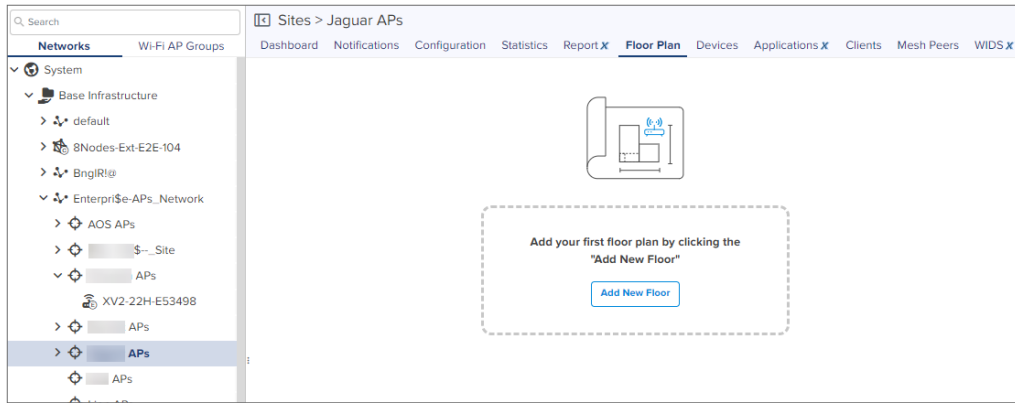 Search
Networks Wi-Fi AP Groups
System
Base Infrastructure
default
8Nodes-Ext-E2E-104
BngIR!@
Enterpri$e-APs_Network
AOS APs
$--_Site
APs
XV2-22H-E53498
APs
APs
APs
Sites > Jaguar APs
Dashboard Notifications Configuration Statistics Report X Floor Plan Devices Applications X Clients Mesh Peers WIDS X
Add your first floor plan by clicking the
"Add New Floor"
Add New Floor